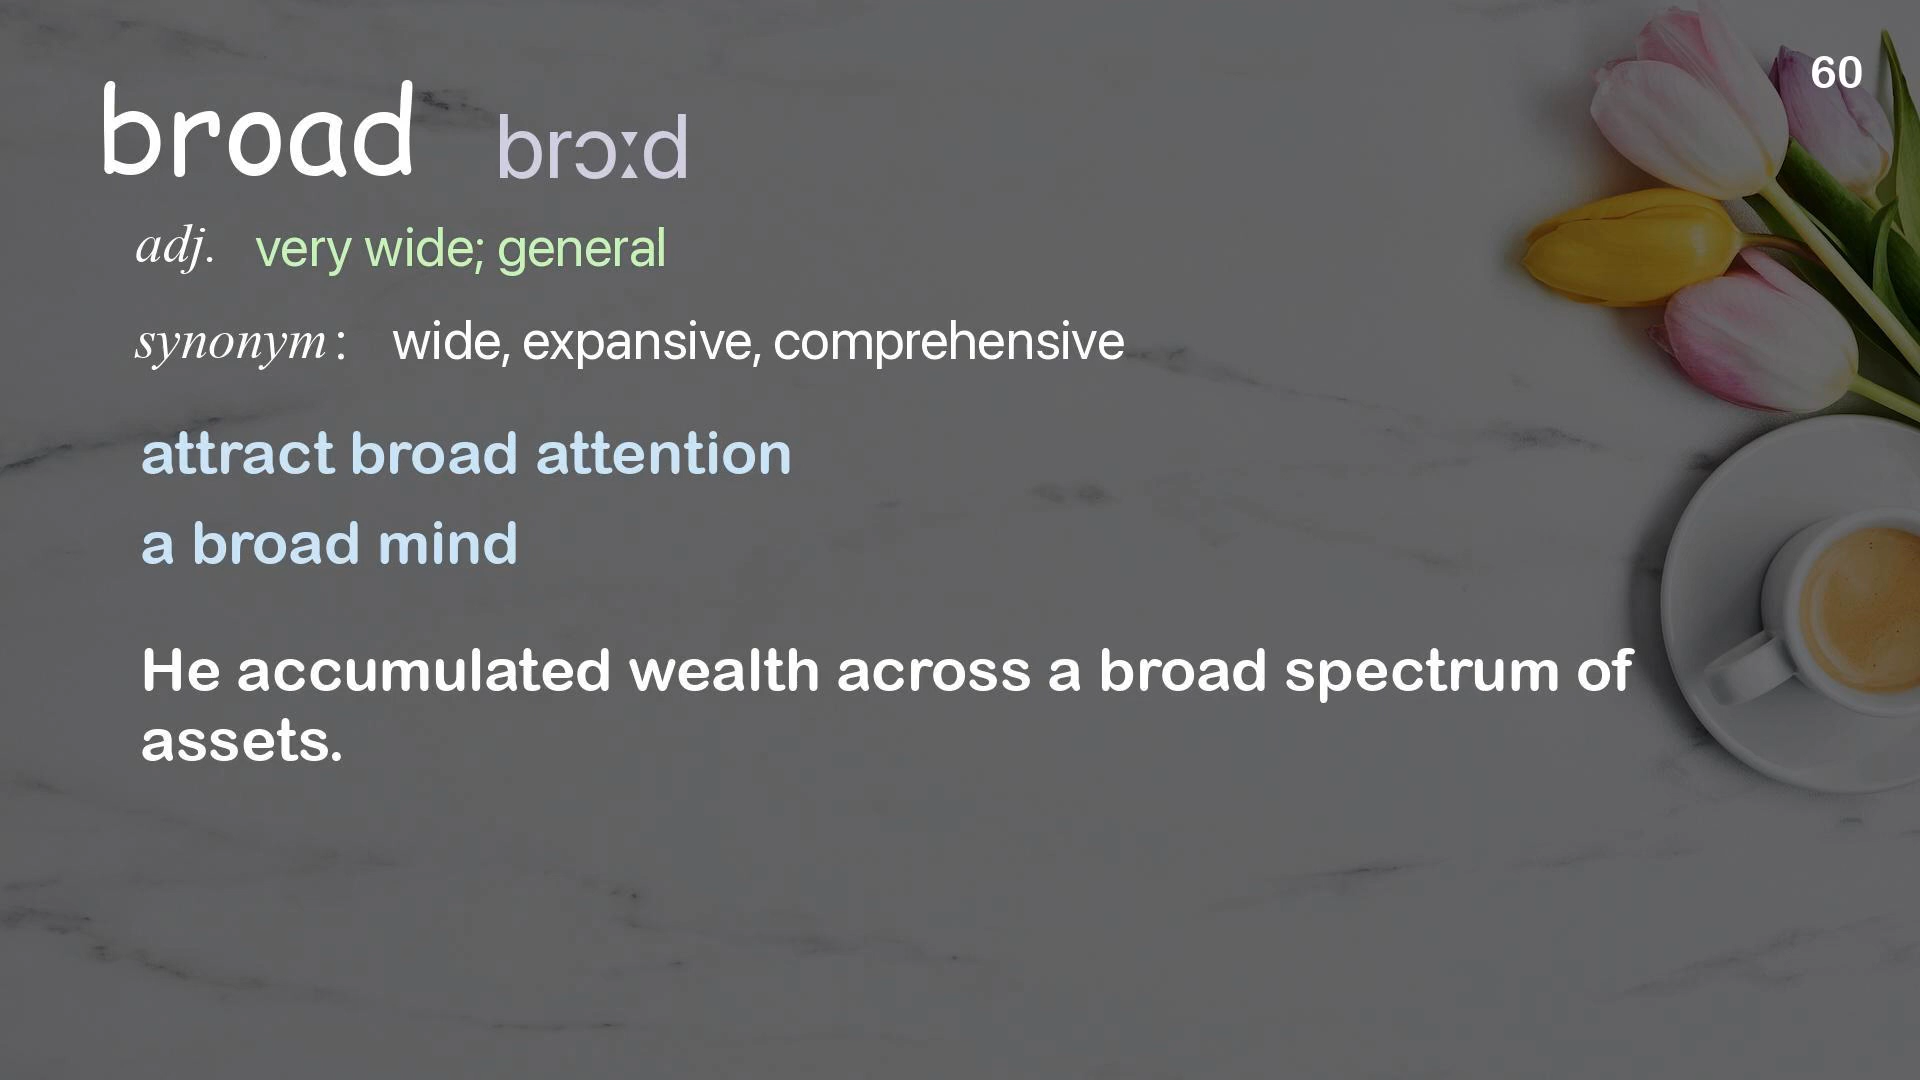 60
broad brɔːd
adj. very wide; general
synonym: wide, expansive, comprehensive
attract broad attention
a broad mind
He accumulated wealth across a broad spectrum of
assets.